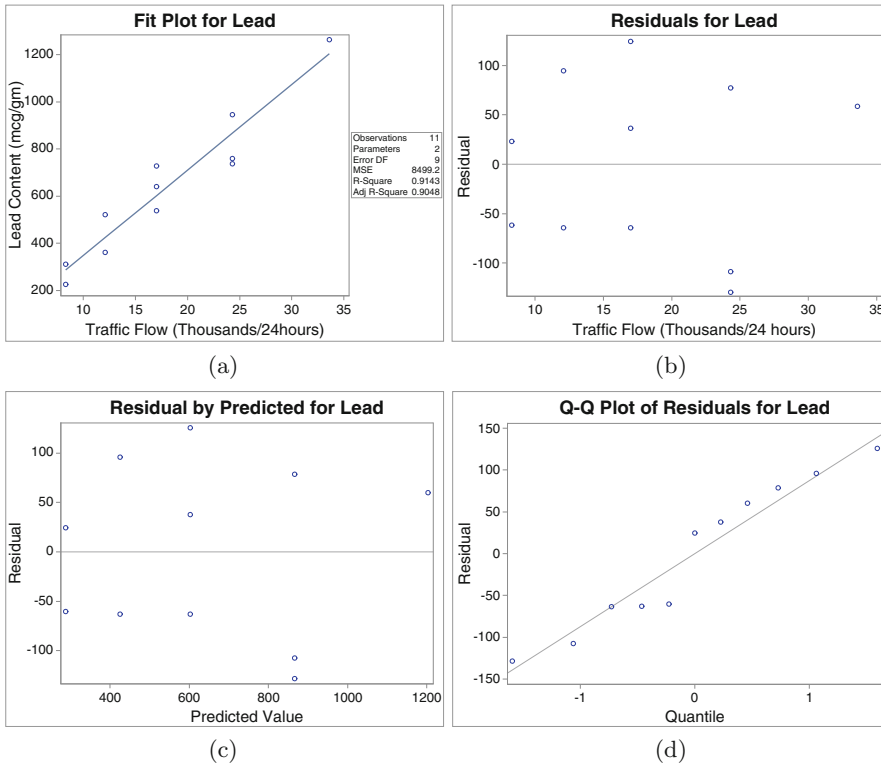 Fit Plot for Lead
1200
1000
800
600
400
200
Lead Content (mcg/gm)
10 15 20 25 30 35
Traffic Flow (Thousands/24hours)
Observations 11
Parameters 2
Error DF 9
MSE 8499.2
R-Square 0.9143
Adj R-Square 0.9048
(a)
Residuals for Lead
100
50
0
-50
-100
Residual
10 15 20 25 30 35
Traffic Flow (Thousands/24 hours)
(b)
Residual by Predicted for Lead
100
50
0
-50
-100
Residual
400 600 800 1000 1200
Predicted Value
(c)
Q-Q Plot of Residuals for Lead
150
100
50
0
-50
-100
-150
Residual
-1 0 1
Quantile
(d)